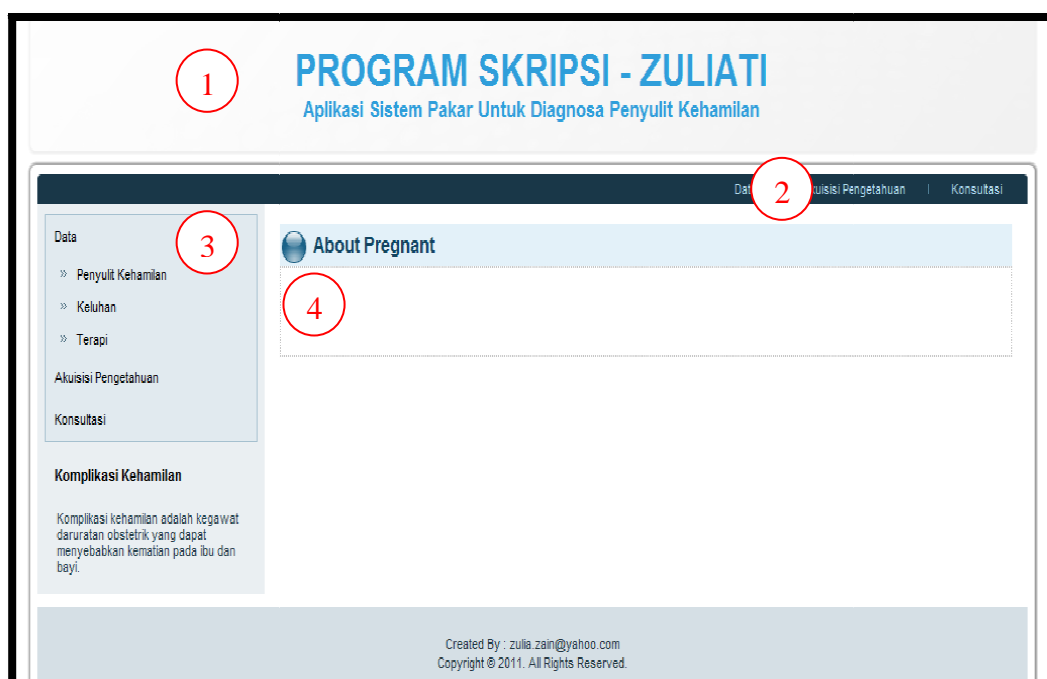 1
PROGRAM SKRIPSI - ZULIATI
Aplikasi Sistem Pakar Untuk Diagnosa Penyulit Kehamilan
2
Pengetahuan | Konsultasi
3
Data
» Penyulit Kehamilan
» Keluhan
» Terapi
Akuisisi Pengetahuan
Konsultasi
About Pregnant
4
Komplikasi Kehamilan
Komplikasi kehamilan adalah kegawat
daruratan obstetrik yang dapat
menyebabkan kematian pada ibu dan
bayi.
Created By : zulia.zain@yahoo.com
Copyright © 2011. All Rights Reserved.